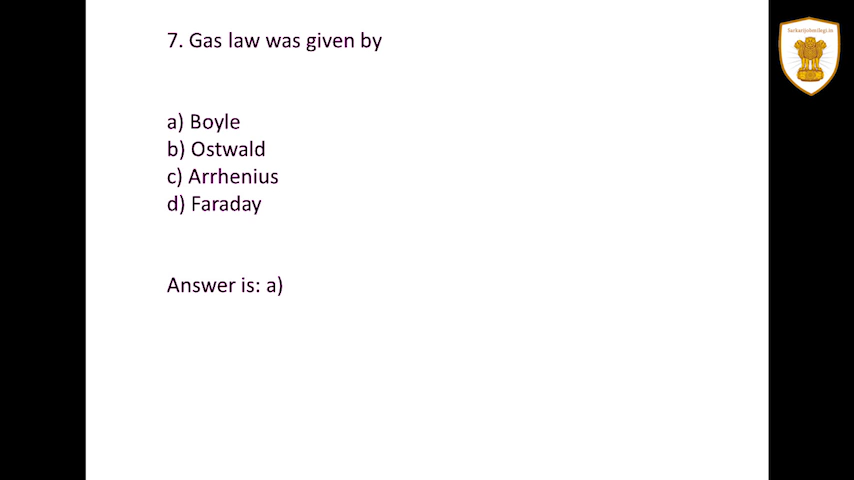 7. Gas law was given by
a) Boyle
b) Ostwald
c) Arrhenius
d) Faraday
Answer is: a)